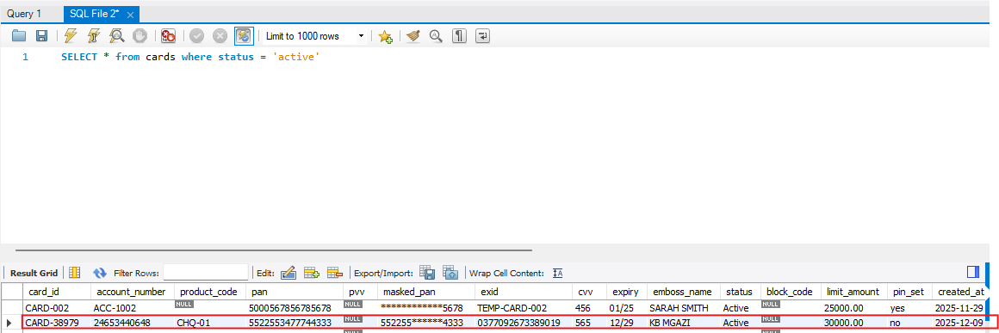 Query 1 SQL File 2*
Limit to 1000 rows
1 SELECT * from cards where status = 'active'
Result Grid Filter Rows: Edit: Export/Import: Wrap Cell Content:
card_id account_number product_code pan pvv masked_pan exid cvv expiry emboss_name status block_code limit_amount pin_set created_at
CARD-002 ACC-1002 NULL 5000567856785678 NULL ************5678 TEMP-CARD-002 456 01/25 SARAH SMITH Active NULL 25000.00 yes 2025-11-29
CARD-38979 24653440648 CHQ-01 5522553477744333 NULL 552255******4333 0377092673389019 565 12/29 KB MGAZI Active NULL 30000.00 no 2025-12-09